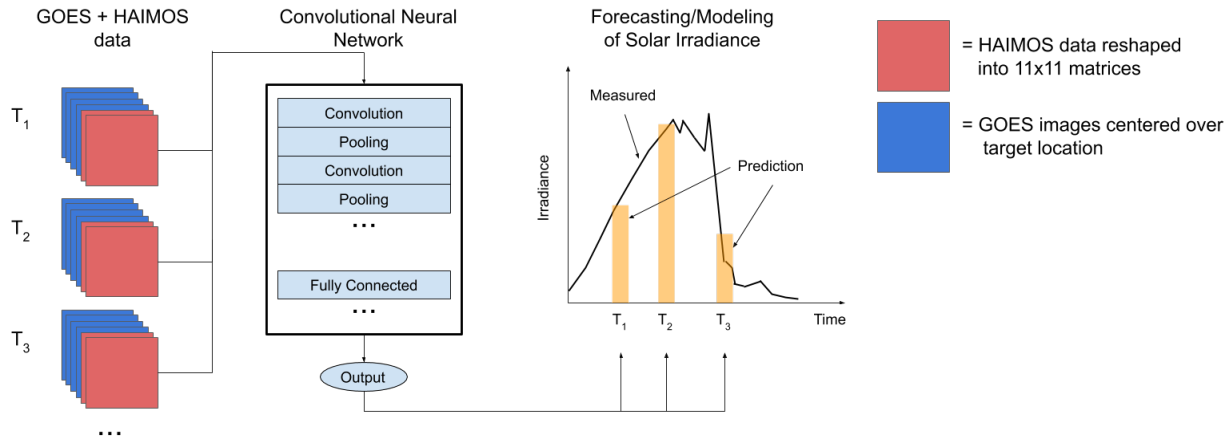 GOES + HAIMOS
data
T1
T2
T3
...
Convolutional Neural
Network
Convolution
Pooling
Convolution
Pooling
...
Fully Connected
...
Output
Forecasting/Modeling
of Solar Irradiance
Measured
Prediction
Irradiance
T1 T2 T3 Time
= HAIMOS data reshaped
into 11x11 matrices
= GOES images centered over
target location